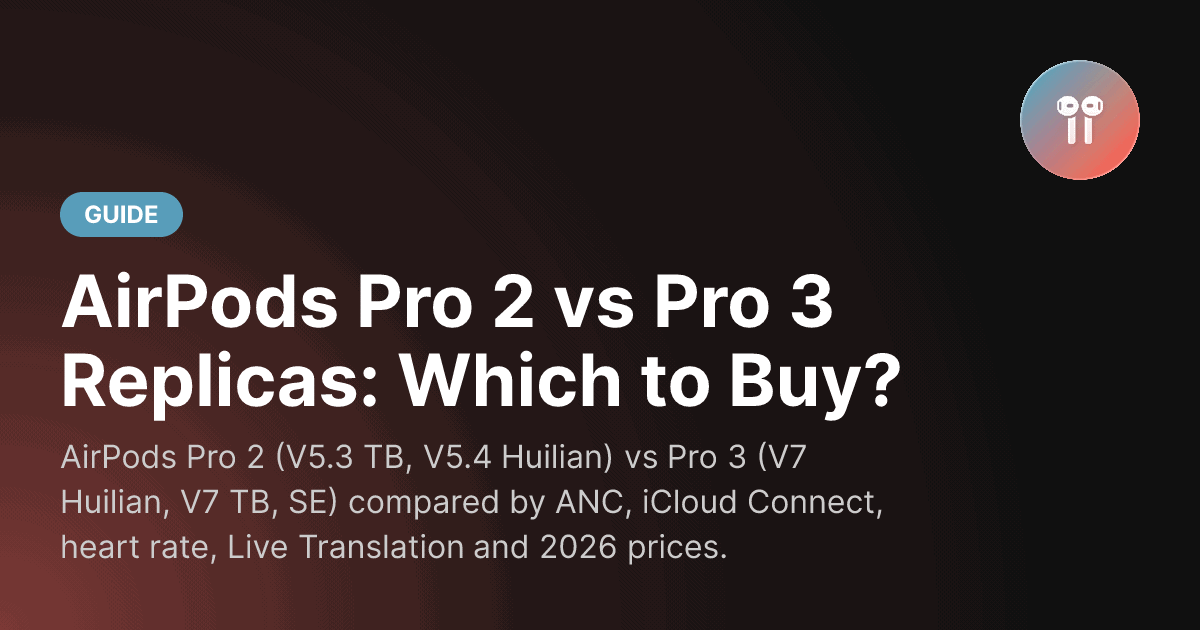 GUIDE
AirPods Pro 2 vs Pro 3
Replicas: Which to Buy?
AirPods Pro 2 (V5.3 TB, V5.4 Huilian) vs Pro 3 (V7
Huilian, V7 TB, SE) compared by ANC, iCloud Connect,
heart rate, Live Translation and 2026 prices.